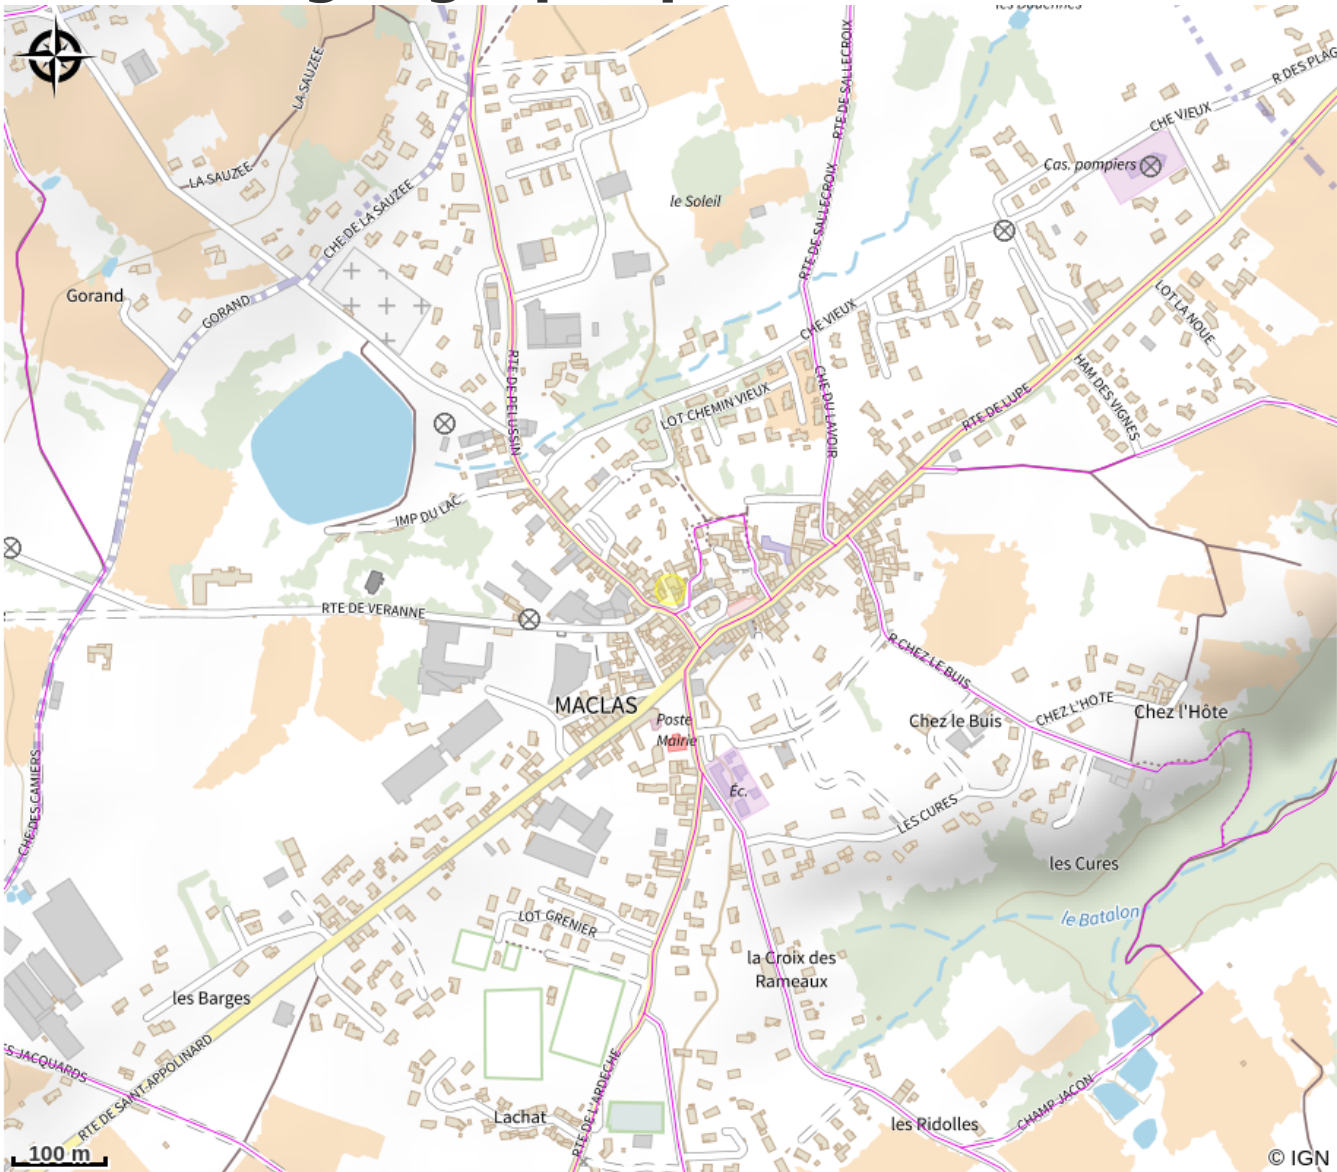 les Bouchnes
RTE DE SALLECROIX
LA SAUZEE
R DES PLAG
CHE VIEUX
Cas. pompiers
LA SAUZEE
le Soleil
CHE DE LA SAUZEE
RTE DE SALLECROIX
Gorand
GORAND
LOT LA NOUE
CHE VIEUX
RTE DE PELUSSIN
HAM DES VIGNES
CHE DU LAVOIR
LOT CHEMIN VIEUX
RTE DE LUPE
IMP DU LAC
RTE DE VERANNE
R CHEZ LE BUIS
MACLAS
Poste
Mairie
Chez le Buis
CHEZ L'HOTE
Chez l'Hôte
CHE DES CAMIERS
Éc.
LES CURES
les Cures
LOT GRENIER
le Batalon
la Croix des
Rameaux
les Barges
RTE DE SAINT-APPOLINARD
ES JACQUARDS
RTE DE L'ARDECHE
Lachat
CHAMP JACON
les Ridolles
100 m
© IGN